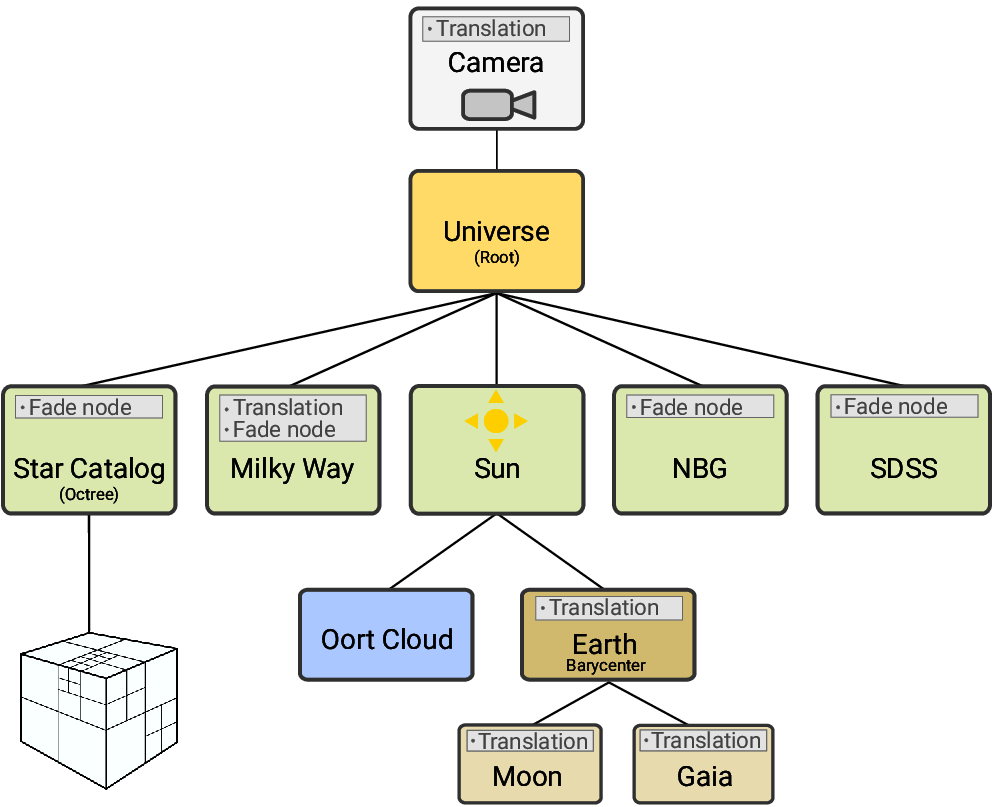 · Translation
Camera
Universe
(Root)
· Fade node
Star Catalog
(Octree)
· Translation
· Fade node
Milky Way
Sun
· Fade node
NBG
· Fade node
SDSS
Oort Cloud
· Translation
Earth
Barycenter
· Translation
Moon
· Translation
Gaia